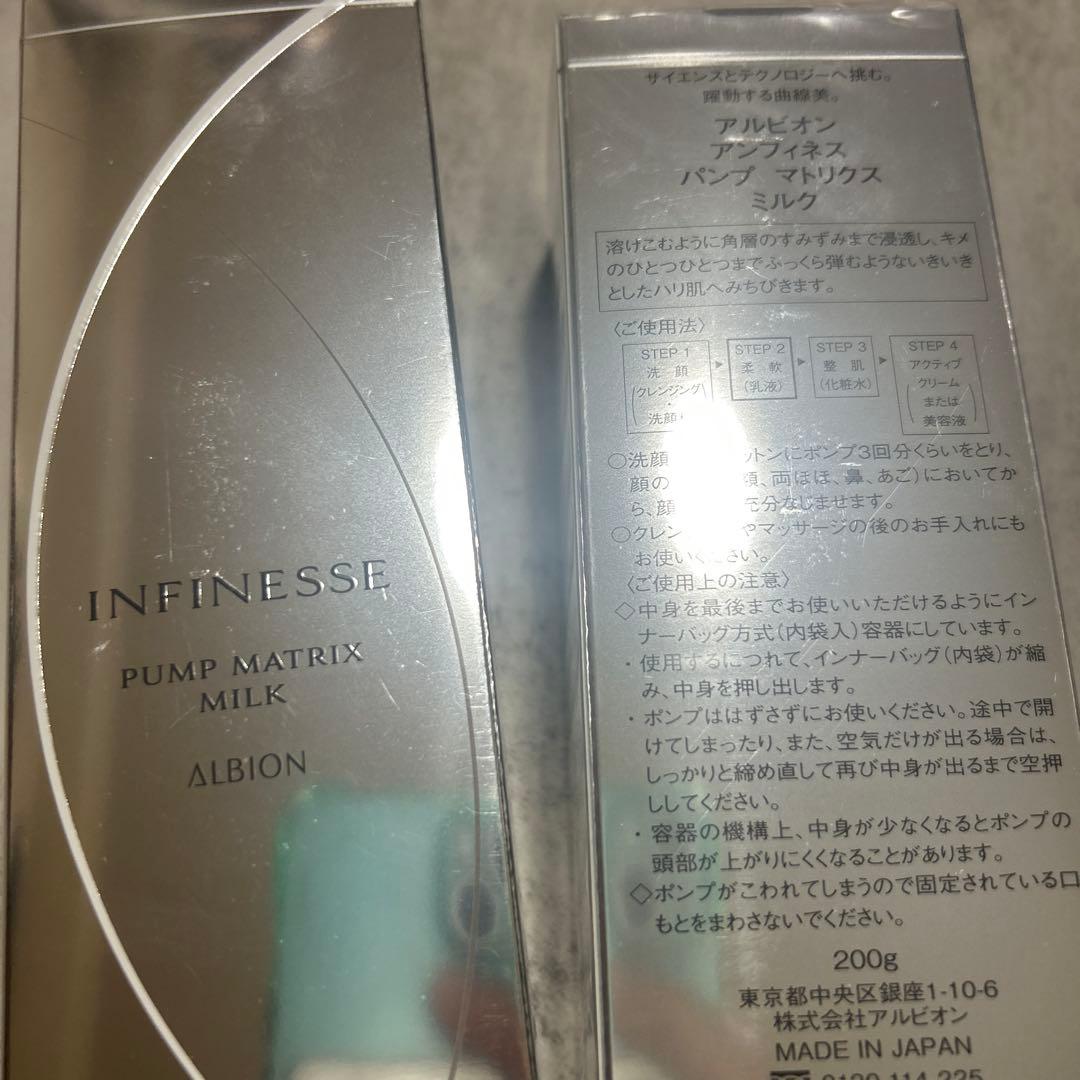 INFINESSE
PUMP MATRIX
MILK
ALBION
サイエンスとテクノロジーへ挑む。
躍動する曲線美。
アルビオン
アンフィネス
パンプ マトリクス
ミルク
溶けこむように角層のすみずみまで浸透し、キメ
のひとつひとつまでふっくら弾むようないきいき
としたハリ肌へみちびきます。
〈ご使用法〉
STEP 1
洗 顔
(クレンジング
・
洗顔)
STEP 2
柔 軟
(乳液)
STEP 3
整 肌
(化粧水)
STEP 4
アクティブ
(クリーム
または
美容液)
○洗顔 トンにポンプ3回分くらいをとり、
顔の 、両ほほ、鼻、あご)においてか
ら、顔 充分なじませます。
○クレン やマッサージの後のお手入れにも
お使いください。
〈ご使用上の注意〉
◇中身を最後までお使いいただけるようにイン
ナーバッグ方式(内袋入)容器にしています。
・使用するにつれて、インナーバッグ(内袋)が縮
み、中身を押し出します。
・ポンプははずさずにお使いください。途中で開
けてしまったり、また、空気だけが出る場合は、
しっかりと締め直して再び中身が出るまで空押
ししてください。
・容器の機構上、中身が少なくなるとポンプの
頭部が上がりにくくなることがあります。
◇ポンプがこわれてしまうので固定されている口
もとをまわさないでください。
200g
東京都中央区銀座1-10-6
株式会社アルビオン
MADE IN JAPAN
0120-114-225